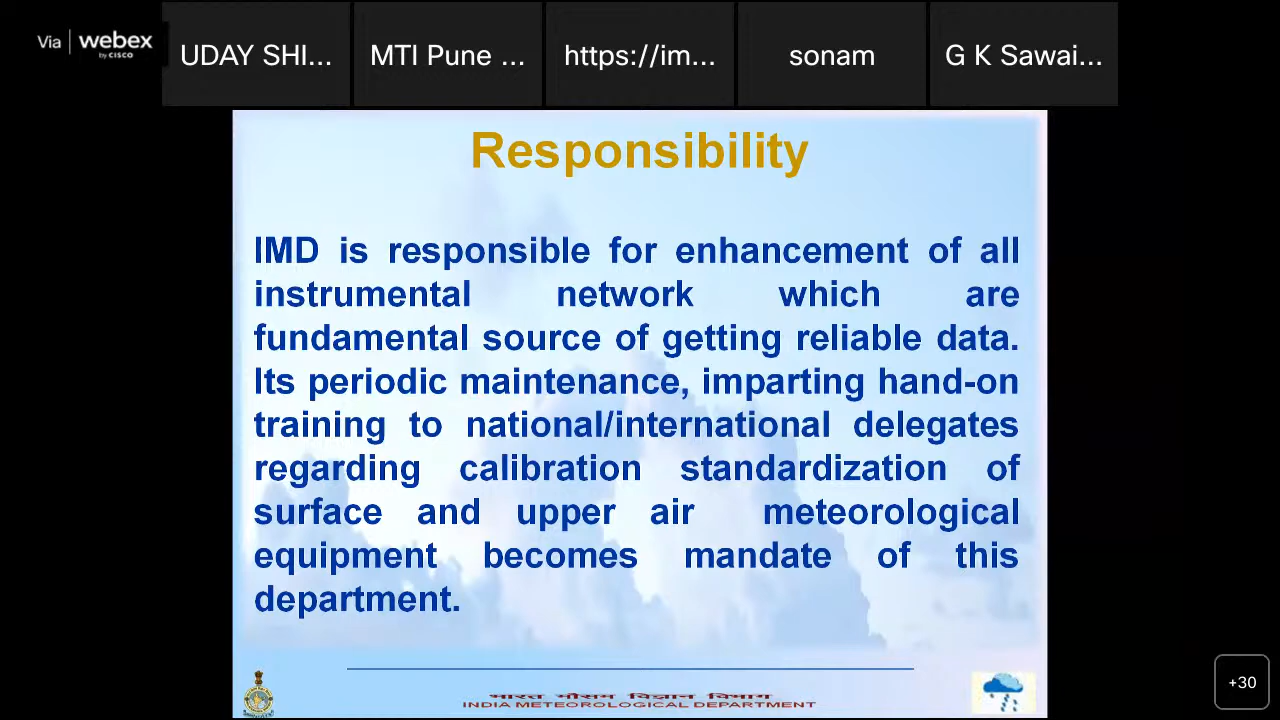 Via webex
by CISCO
UDAY SHI...
MTI Pune ...
https://im...
sonam
G K Sawai...
Responsibility
IMD is responsible for enhancement of all
instrumental network which are
fundamental source of getting reliable data.
Its periodic maintenance, imparting hand-on
training to national/international delegates
regarding calibration standardization of
surface and upper air meteorological
equipment becomes mandate of this
department.
भारत मौसम विज्ञान विभाग
INDIA METEOROLOGICAL DEPARTMENT
+30